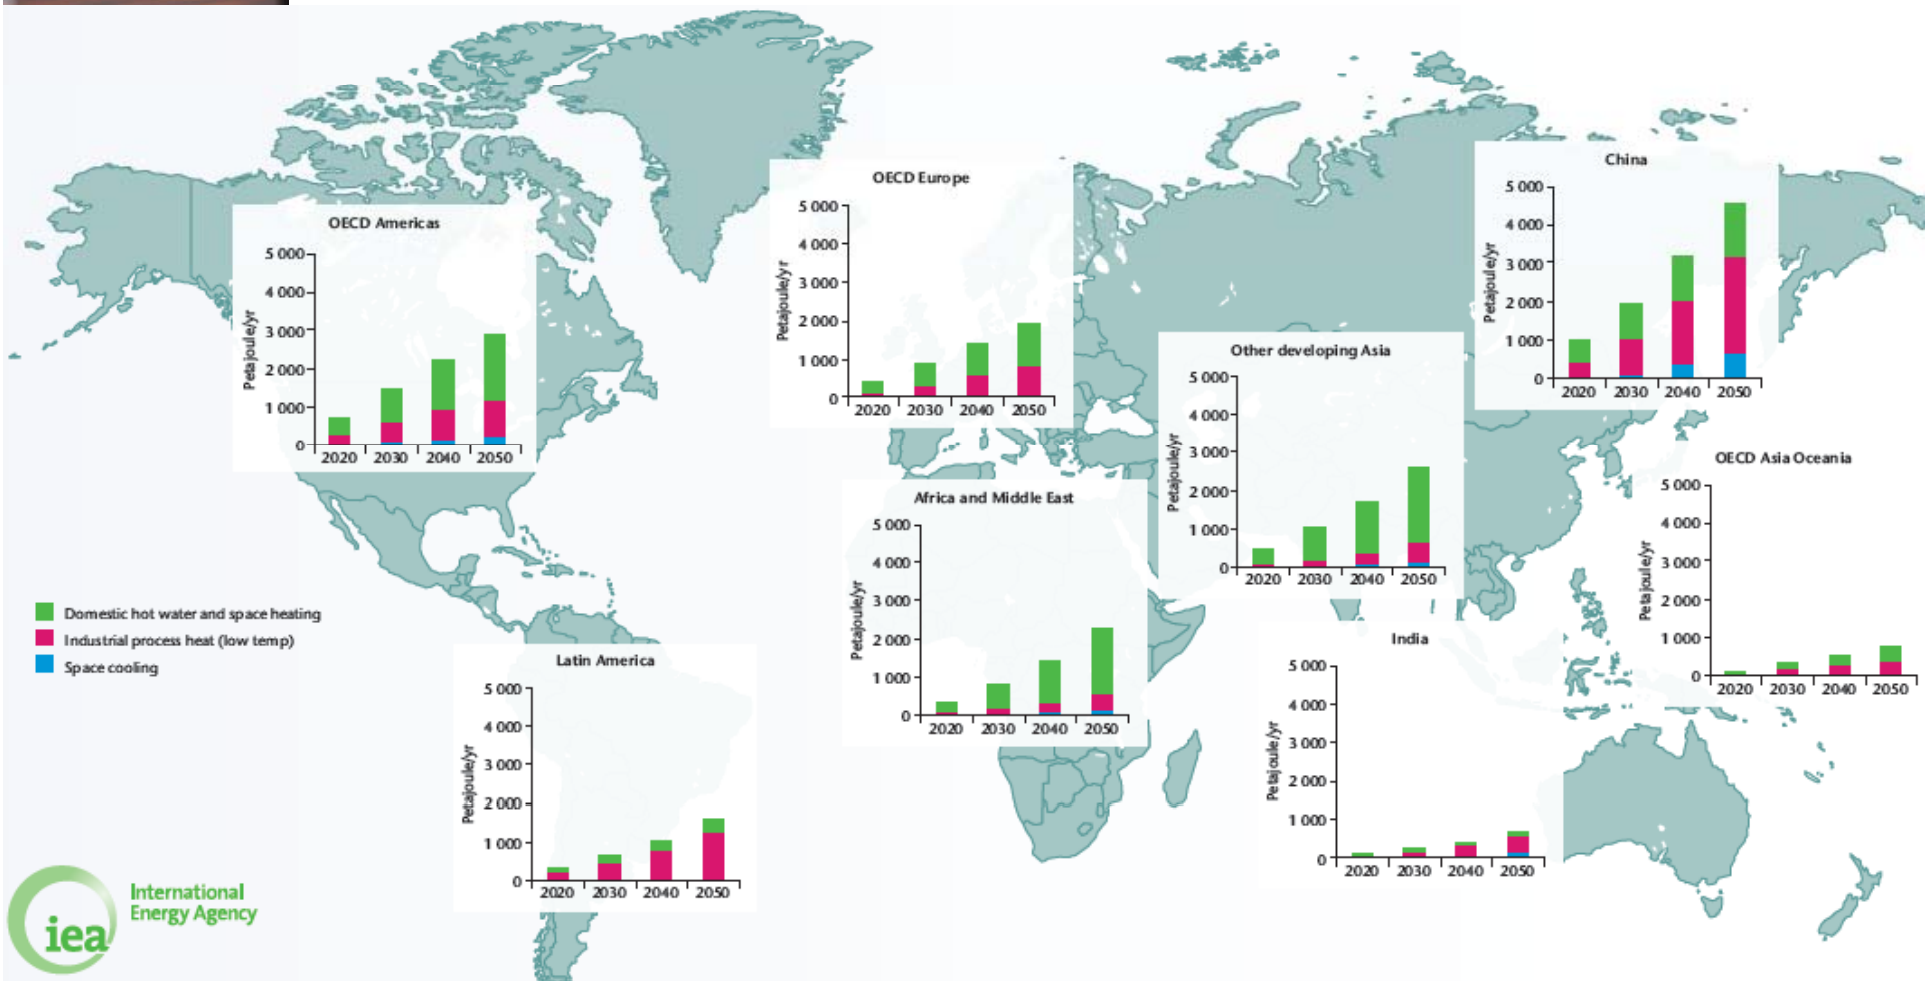 OECD Americas
5 000
4 000
3 000
2 000
1 000
0
Petajoule/yr
2020 2030 2040 2050
OECD Europe
5 000
4 000
3 000
2 000
1 000
0
Petajoule/yr
2020 2030 2040 2050
China
5 000
4 000
3 000
2 000
1 000
0
Petajoule/yr
2020 2030 2040 2050
Other developing Asia
5 000
4 000
3 000
2 000
1 000
0
Petajoule/yr
2020 2030 2040 2050
OECD Asia Oceania
5 000
4 000
3 000
2 000
1 000
0
Petajoule/yr
2020 2030 2040 2050
Africa and Middle East
5 000
4 000
3 000
2 000
1 000
0
Petajoule/yr
2020 2030 2040 2050
Domestic hot water and space heating
Industrial process heat (low temp)
Space cooling
Latin America
5 000
4 000
3 000
2 000
1 000
0
Petajoule/yr
2020 2030 2040 2050
India
5 000
4 000
3 000
2 000
1 000
0
Petajoule/yr
2020 2030 2040 2050
iea
International
Energy Agency